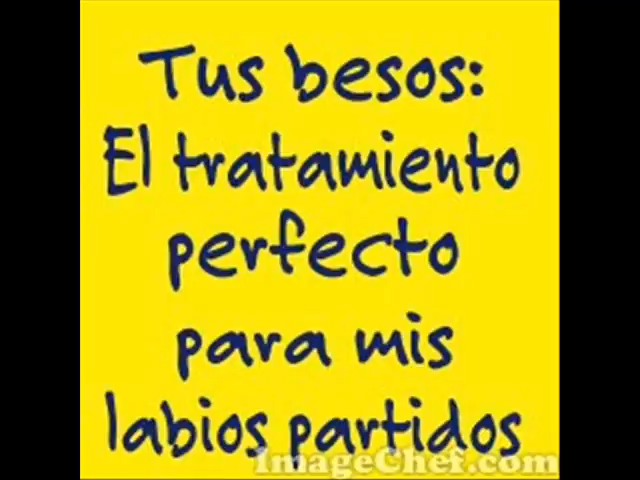 Tus besos:
El tratamiento
perfecto
para mis
labios partidos
ImageChef.com